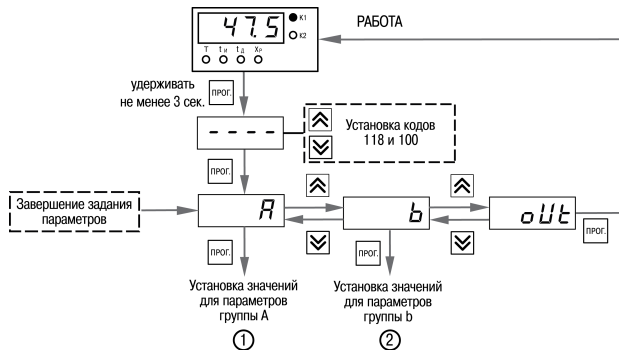 47.5
К1
К2
T tи tд Хр
РАБОТА
удерживать
не менее 3 сек.
ПРОГ.
- - - -
Установка кодов
118 и 100
ПРОГ.
Завершение задания
параметров
A
b
oUt
ПРОГ.
ПРОГ.
ПРОГ.
Установка значений
для параметров
группы А
Установка значений
для параметров
группы b
1
2